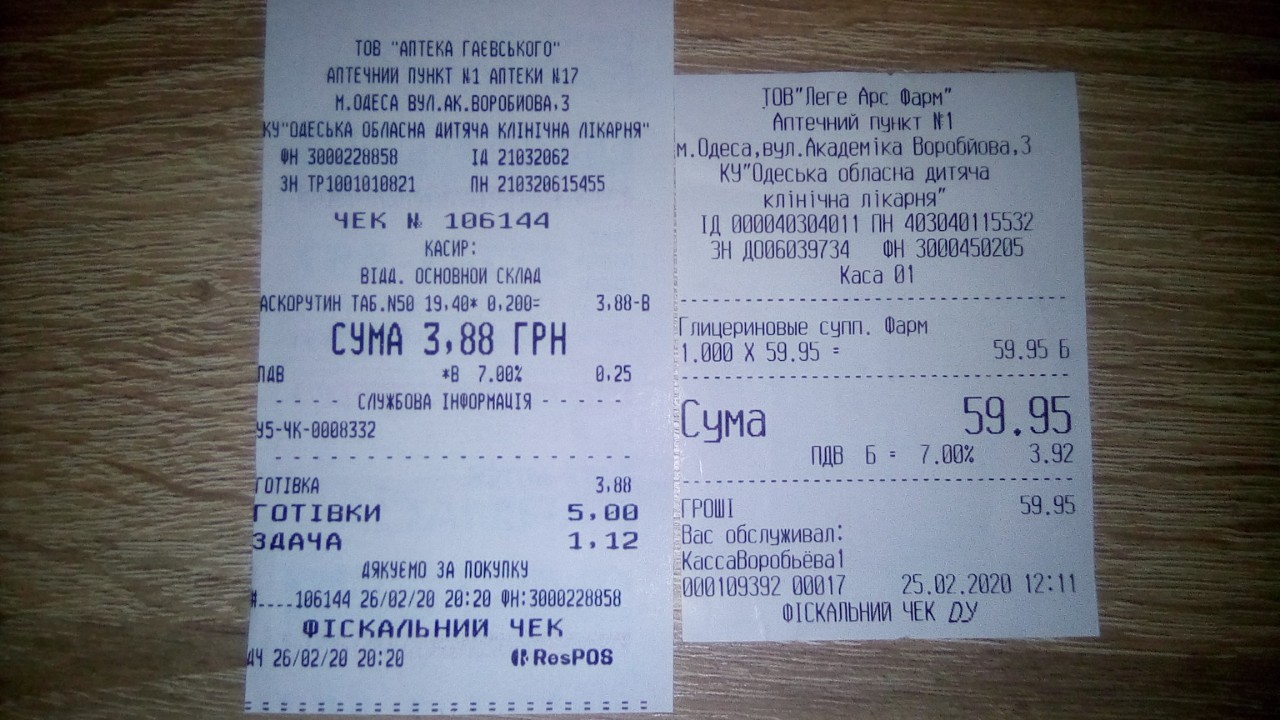 ТОВ "АПТЕКА ГАЄВСЬКОГО"
АПТЕЧНИЙ ПУНКТ №1 АПТЕКИ №17
М.ОДЕСА ВУЛ.АК.ВОРОБЙОВА,3
КУ"ОДЕСЬКА ОБЛАСНА ДИТЯЧА КЛІНІЧНА ЛІКАРНЯ"
ФН 3000228858 ІД 21032062
ЗН ТР1001010821 ПН 210320615455
ЧЕК № 106144
КАСИР:
ВІДД. ОСНОВНОЙ СКЛАД
АСКОРУТИН ТАБ.N50 19,40* 0,200= 3,88-В
СУМА 3,88 ГРН
ПДВ *В 7.00% 0,25
- - - - СЛУЖБОВА ІНФОРМАЦІЯ - - - - -
У5-ЧК-0008332
ГОТІВКА 3,88
ГОТІВКИ 5,00
ЗДАЧА 1,12
ДЯКУЄМО ЗА ПОКУПКУ
#....106144 26/02/20 20:20 ФН:3000228858
ФІСКАЛЬНИЙ ЧЕК
ДЧ 26/02/20 20:20 ResPOS
ТОВ"Леге Арс Фарм"
Аптечний пункт №1
м.Одеса,вул.Академіка Воробйова,3
КУ"Одеська обласна дитяча
клінічна лікарня"
ІД 000040304011 ПН 403040115532
ЗН ДО06039734 ФН 3000450205
Каса 01
Глицериновые супп. Фарм
1.000 X 59.95 = 59.95 Б
Сума 59.95
ПДВ Б = 7.00% 3.92
ГРОШІ 59.95
Вас обслуживал:
КассаВоробьёва1
000109392 00017 25.02.2020 12:11
ФІСКАЛЬНИЙ ЧЕК DУ